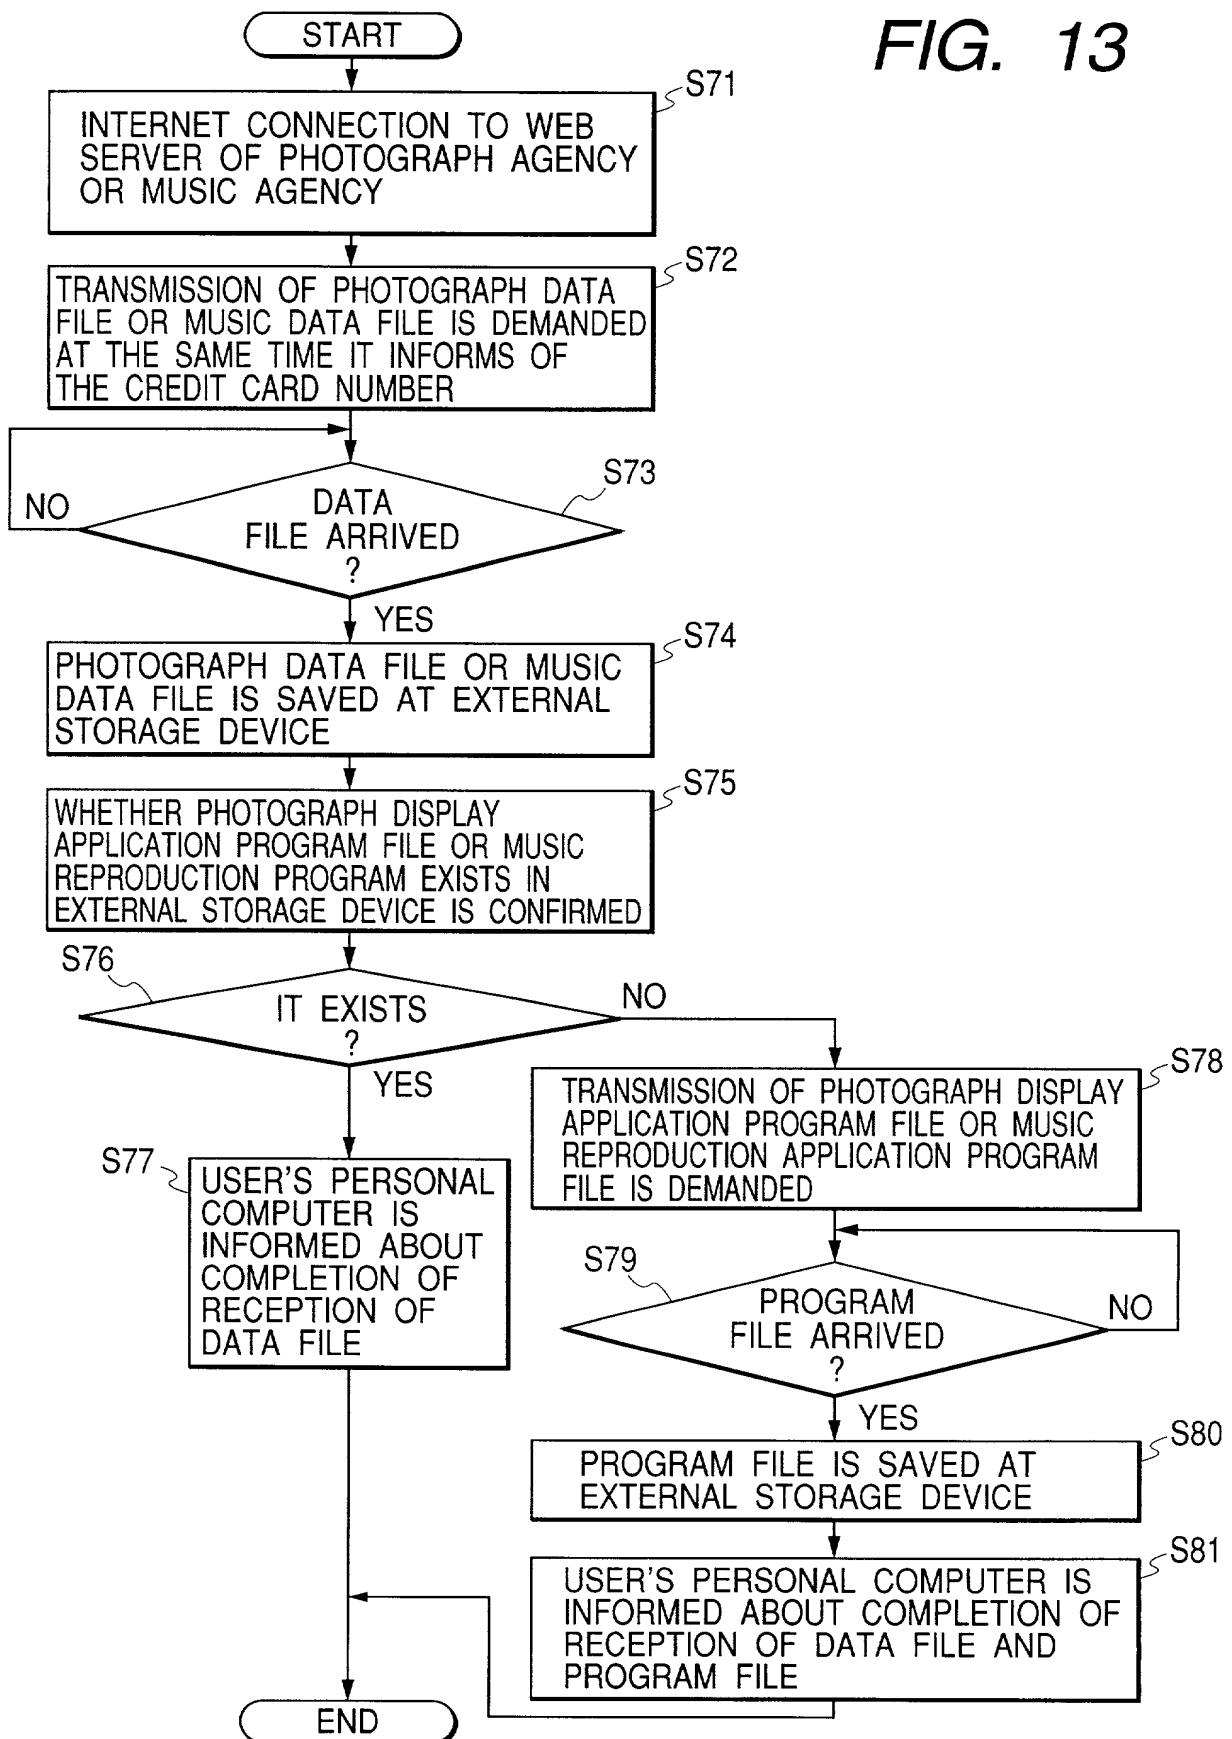 START
FIG. 13
S71
INTERNET CONNECTION TO WEB
SERVER OF PHOTOGRAPH AGENCY
OR MUSIC AGENCY
S72
TRANSMISSION OF PHOTOGRAPH DATA
FILE OR MUSIC DATA FILE IS DEMANDED
AT THE SAME TIME IT INFORMS OF
THE CREDIT CARD NUMBER
S73
NO
DATA
FILE ARRIVED
?
YES
S74
PHOTOGRAPH DATA FILE OR MUSIC
DATA FILE IS SAVED AT EXTERNAL
STORAGE DEVICE
S75
WHETHER PHOTOGRAPH DISPLAY
APPLICATION PROGRAM FILE OR MUSIC
REPRODUCTION PROGRAM EXISTS IN
EXTERNAL STORAGE DEVICE IS CONFIRMED
S76
IT EXISTS
?
NO
YES
S77
USER'S PERSONAL
COMPUTER IS
INFORMED ABOUT
COMPLETION OF
RECEPTION OF
DATA FILE
S78
TRANSMISSION OF PHOTOGRAPH DISPLAY
APPLICATION PROGRAM FILE OR MUSIC
REPRODUCTION APPLICATION PROGRAM
FILE IS DEMANDED
S79
PROGRAM
FILE ARRIVED
?
NO
YES
S80
PROGRAM FILE IS SAVED AT
EXTERNAL STORAGE DEVICE
S81
USER'S PERSONAL COMPUTER IS
INFORMED ABOUT COMPLETION OF
RECEPTION OF DATA FILE AND
PROGRAM FILE
END